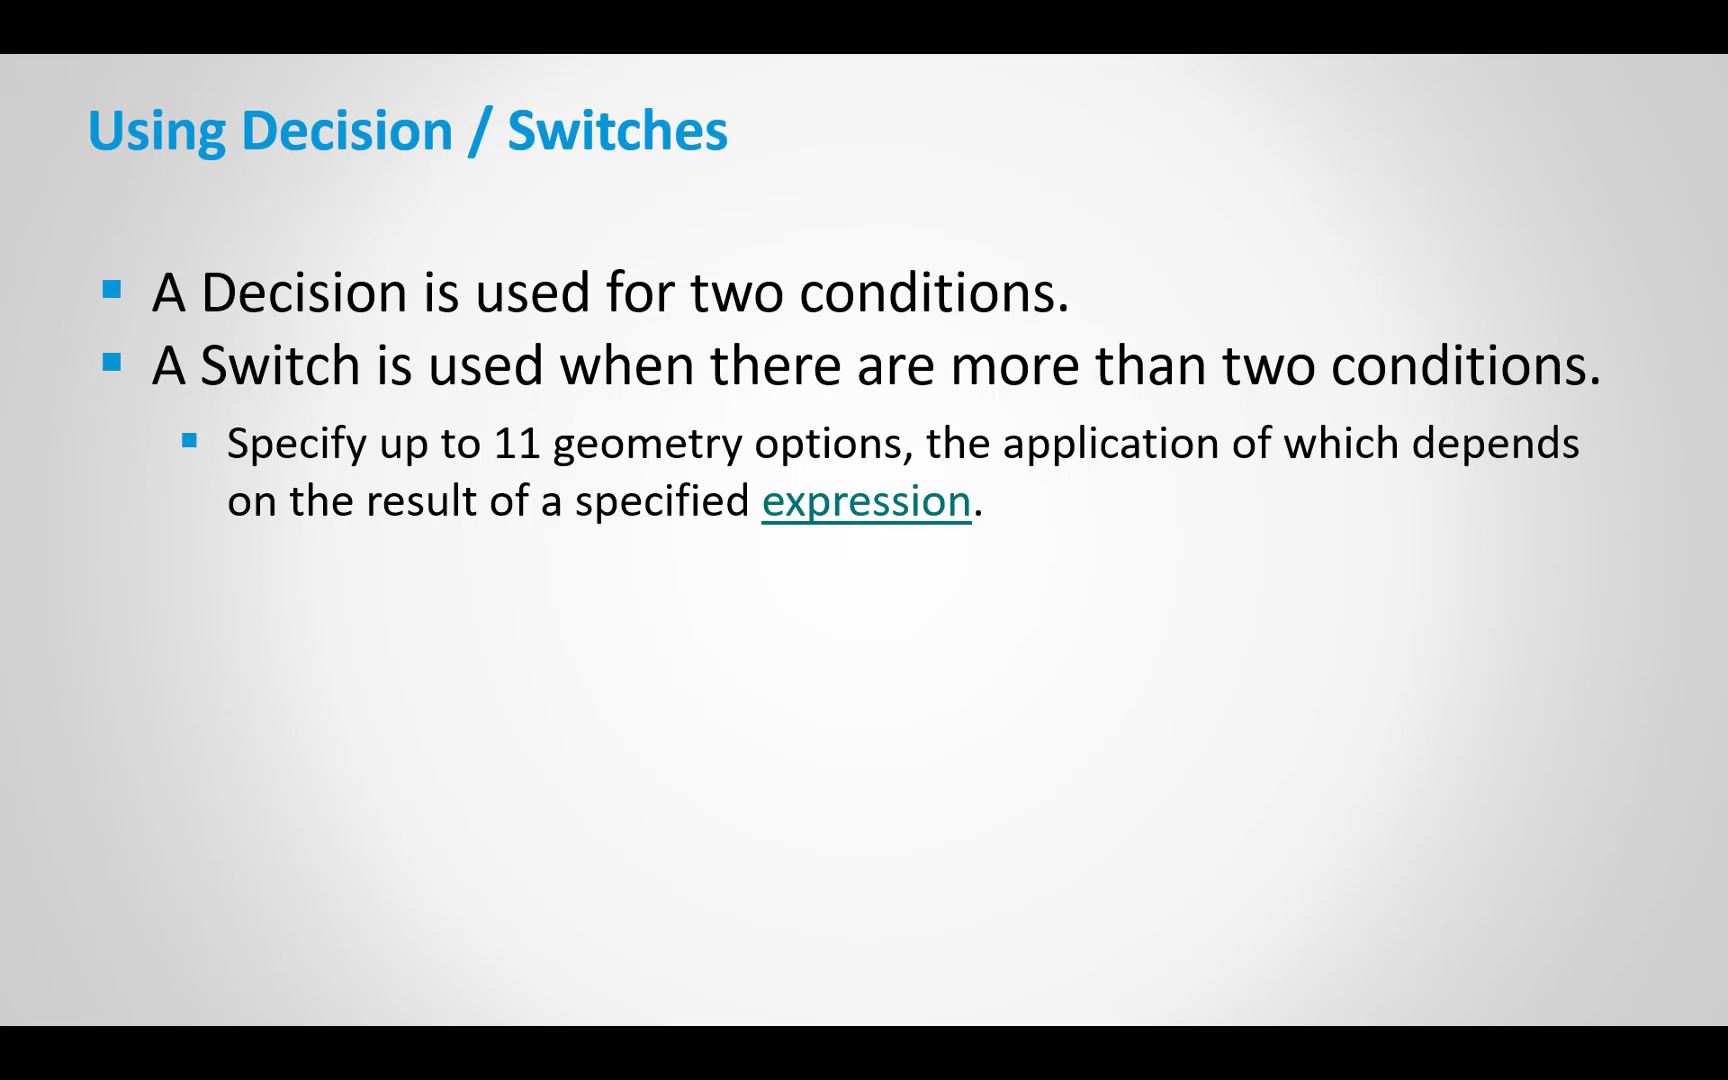 Using Decision / Switches
A Decision is used for two conditions.
A Switch is used when there are more than two conditions.
Specify up to 11 geometry options, the application of which depends
on the result of a specified expression.